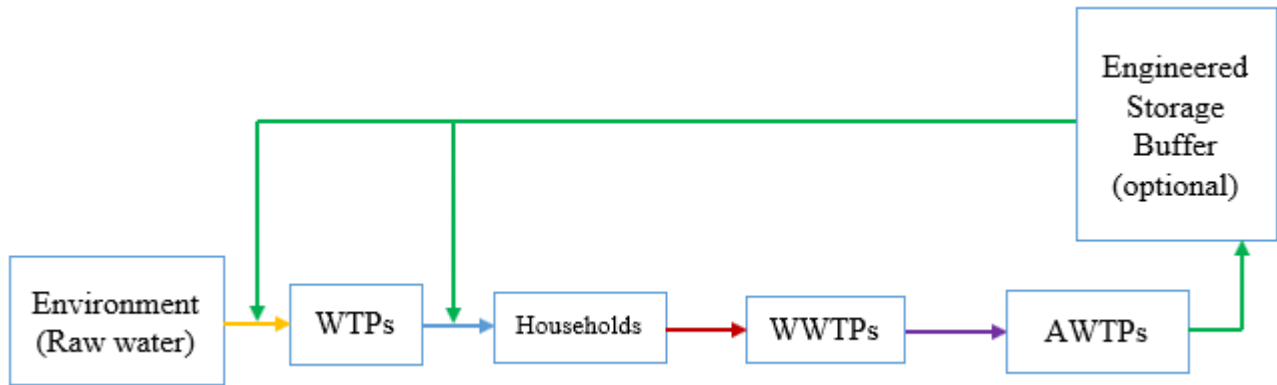 Engineered
Storage
Buffer
(optional)
Environment
(Raw water)
WTPs
Households
WWTPs
AWTPs